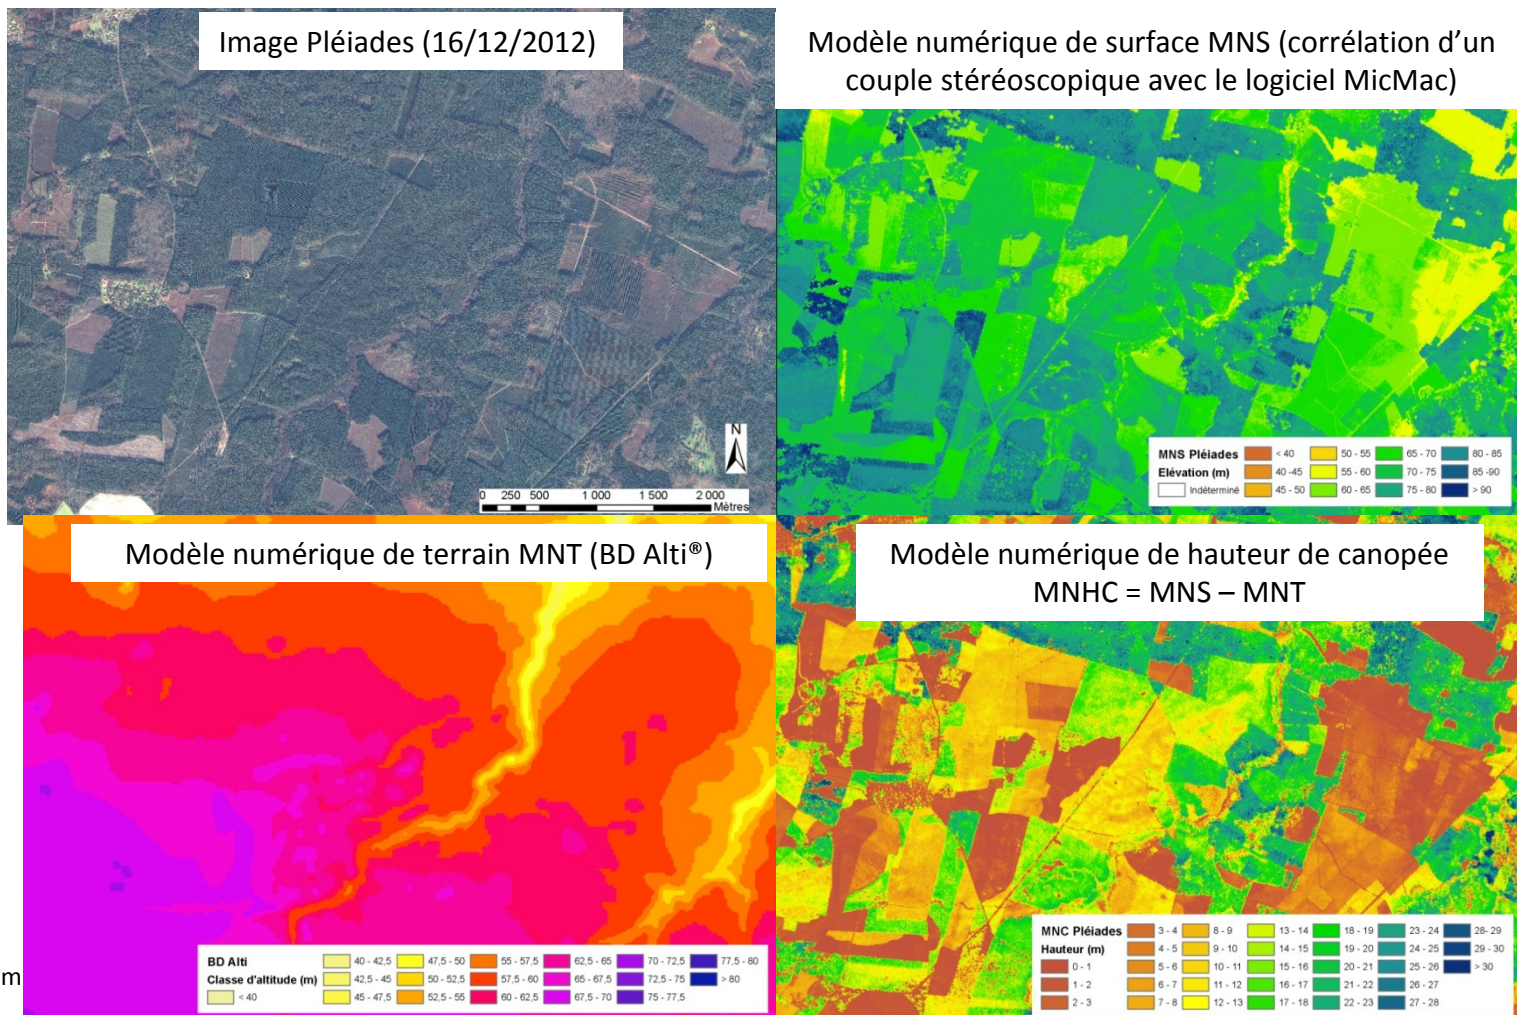 Image Pléiades (16/12/2012)
Modèle numérique de surface MNS (corrélation d’un
couple stéréoscopique avec le logiciel MicMac)
N
0 250 500 1 000 1 500 2 000
Mètres
MNS Pléiades
Elévation (m)
Indéterminé
< 40
40 -45
45 - 50
50 - 55
55 - 60
60 - 65
65 - 70
70 - 75
75 - 80
80 - 85
85 -90
> 90
Modèle numérique de terrain MNT (BD Alti®)
m
BD Alti
Classe d'altitude (m)
< 40
40 - 42,5
42,5 - 45
45 - 47,5
47,5 - 50
50 - 52,5
52,5 - 55
55 - 57,5
57,5 - 60
60 - 62,5
62,5 - 65
65 - 67,5
67,5 - 70
70 - 72,5
72,5 - 75
75 - 77,5
77,5 - 80
> 80
Modèle numérique de hauteur de canopée
MNHC = MNS – MNT
MNC Pléiades
Hauteur (m)
0 - 1
1 - 2
2 - 3
3 - 4
4 - 5
5 - 6
6 - 7
7 - 8
8 - 9
9 - 10
10 - 11
11 - 12
12 - 13
13 - 14
14 - 15
15 - 16
16 - 17
17 - 18
18 - 19
19 - 20
20 - 21
21 - 22
22 - 23
23 - 24
24 - 25
25 - 26
26 - 27
27 - 28
28- 29
29 - 30
> 30